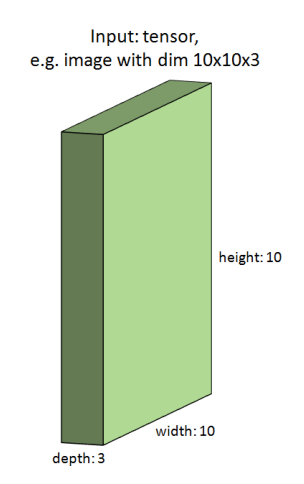 Input: tensor,
e.g. image with dim 10x10x3
height: 10
width: 10
depth: 3